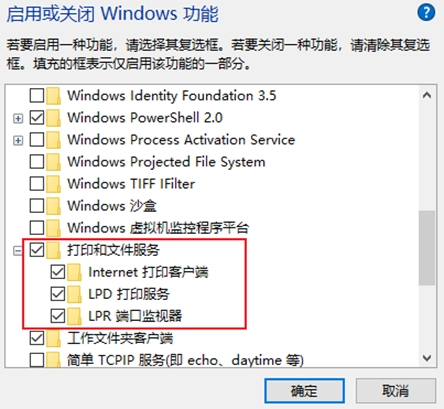 启用或关闭 Windows 功能
若要启用一种功能，请选择其复选框。若要关闭一种功能，请清除其复选
框。填充的框表示仅启用该功能的一部分。
Windows Identity Foundation 3.5
Windows PowerShell 2.0
Windows Process Activation Service
Windows Projected File System
Windows TIFF IFilter
Windows 沙盒
Windows 虚拟机监控程序平台
打印和文件服务
Internet 打印客户端
LPD 打印服务
LPR 端口监视器
工作文件夹客户端
简单 TCPIP 服务(即 echo、daytime 等)
确定 取消